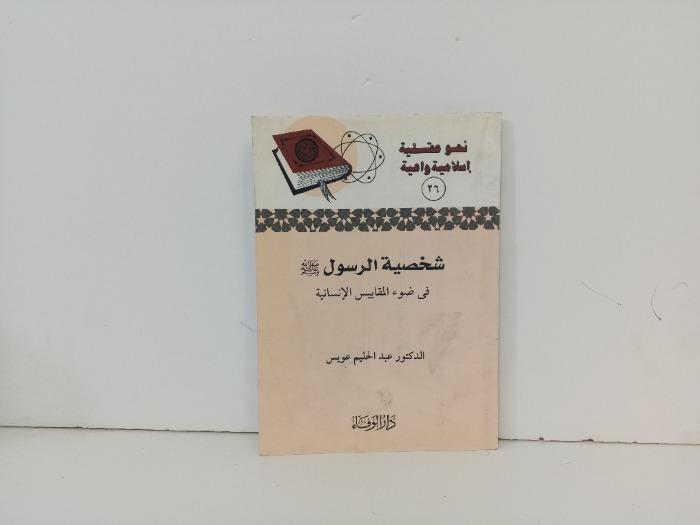 نحو عقلية
إسلامية واعية
٢٦
شخصية الرسول ﷺ
فى ضوء المقاييس الإنسانية
الدكتور عبد الحليم عويس
دار الوفاء